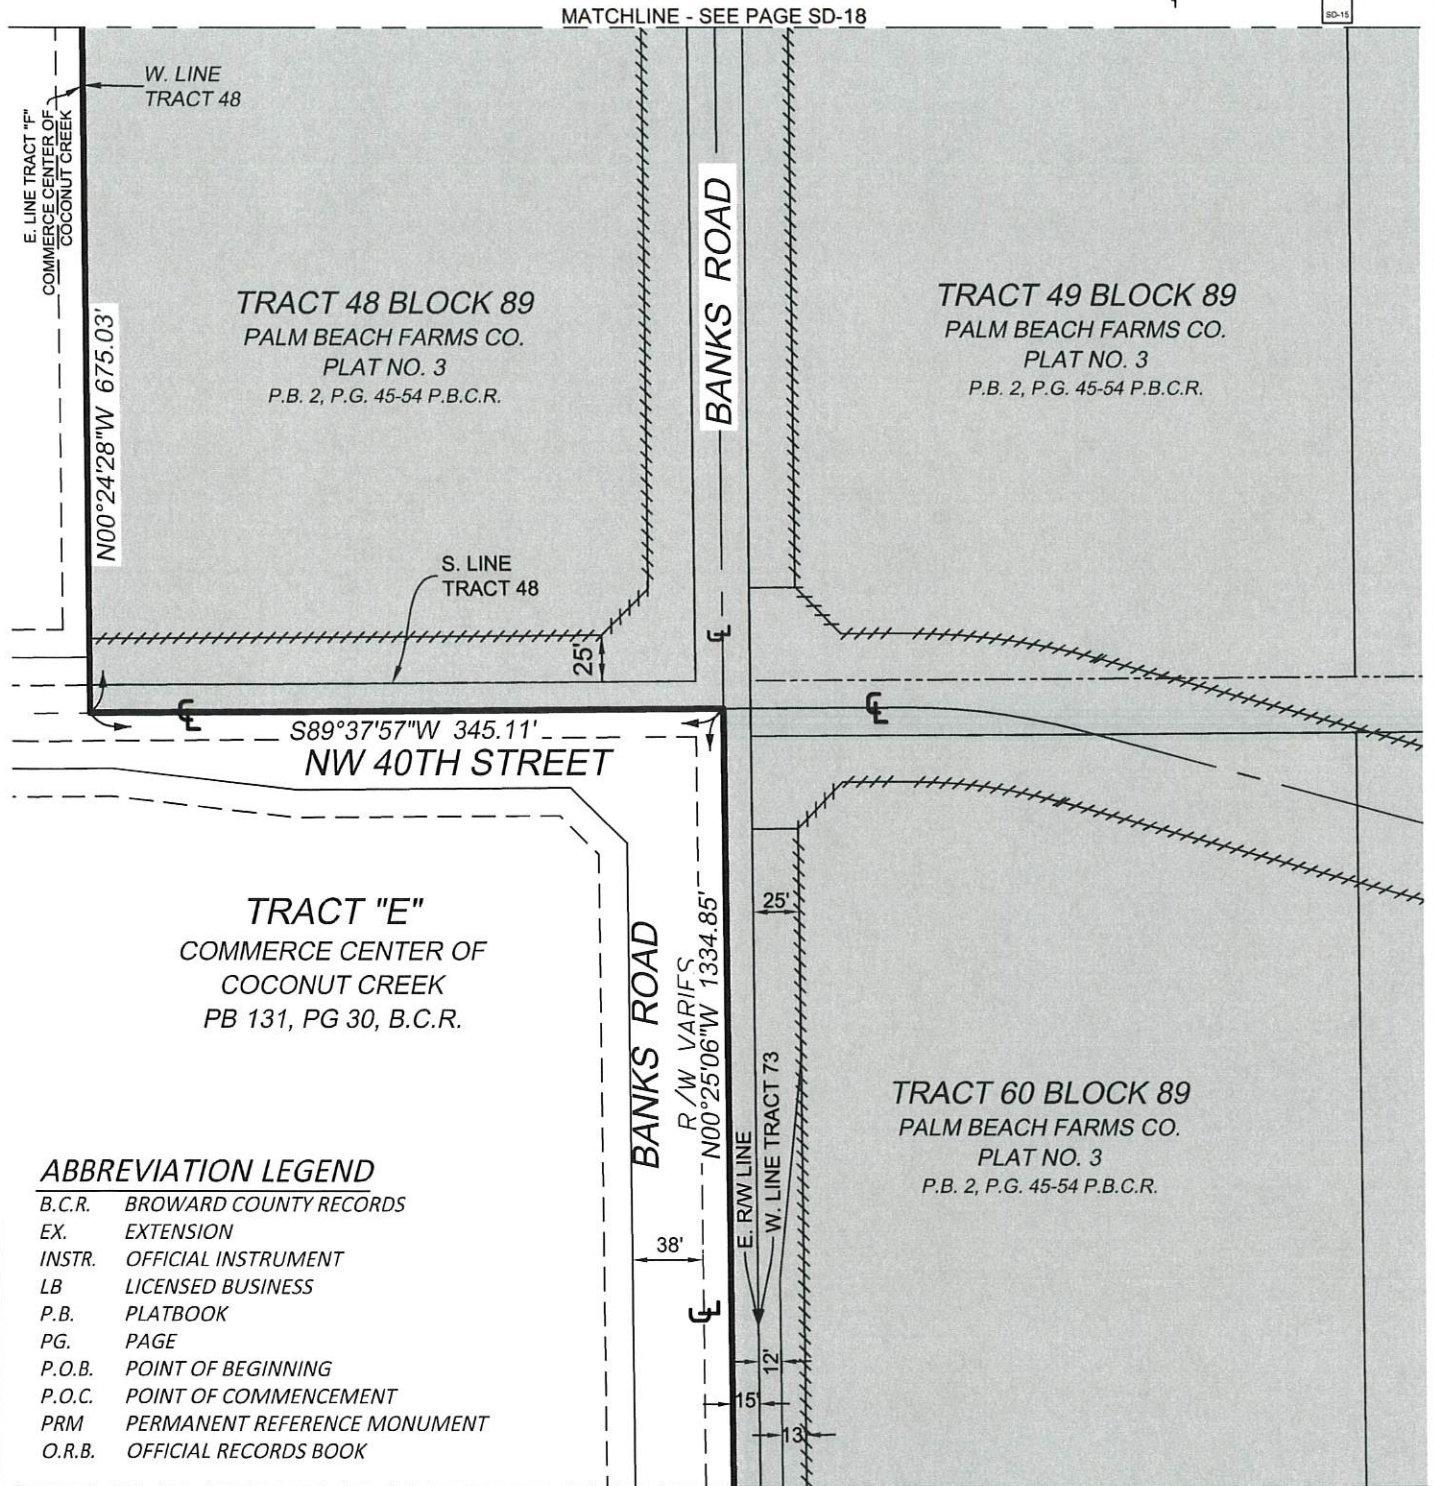 MATCHLINE - SEE PAGE SD-18
SD-15
W. LINE
TRACT 48
E. LINE TRACT "F"
COMMERCE CENTER OF
COCONUT CREEK
N00°24'28"W 675.03'
TRACT 48 BLOCK 89
PALM BEACH FARMS CO.
PLAT NO. 3
P.B. 2, P.G. 45-54 P.B.C.R.
BANKS ROAD
TRACT 49 BLOCK 89
PALM BEACH FARMS CO.
PLAT NO. 3
P.B. 2, P.G. 45-54 P.B.C.R.
S. LINE
TRACT 48
25'
CL
CL
CL
S89°37'57"W 345.11'
NW 40TH STREET
TRACT "E"
COMMERCE CENTER OF
COCONUT CREEK
PB 131, PG 30, B.C.R.
BANKS ROAD
R/W VARIES
N00°25'06"W 1334.85'
25'
E. R/W LINE
W. LINE TRACT 73
TRACT 60 BLOCK 89
PALM BEACH FARMS CO.
PLAT NO. 3
P.B. 2, P.G. 45-54 P.B.C.R.
38'
CL
12'
15'
13'
ABBREVIATION LEGEND
B.C.R. BROWARD COUNTY RECORDS
EX. EXTENSION
INSTR. OFFICIAL INSTRUMENT
LB LICENSED BUSINESS
P.B. PLATBOOK
PG. PAGE
P.O.B. POINT OF BEGINNING
P.O.C. POINT OF COMMENCEMENT
PRM PERMANENT REFERENCE MONUMENT
O.R.B. OFFICIAL RECORDS BOOK